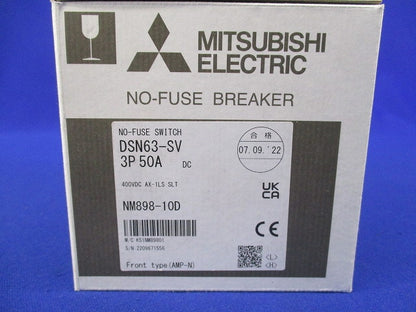 MITSUBISHI
ELECTRIC
NO-FUSE BREAKER
NO-FUSE SWITCH
DSN63-SV
3P 50A DC
合格
07.09.'22
400VDC AX-1LS SLT
UK
CA
NM898-10D
CE
Front type(AMP-N)
<L>
<H>